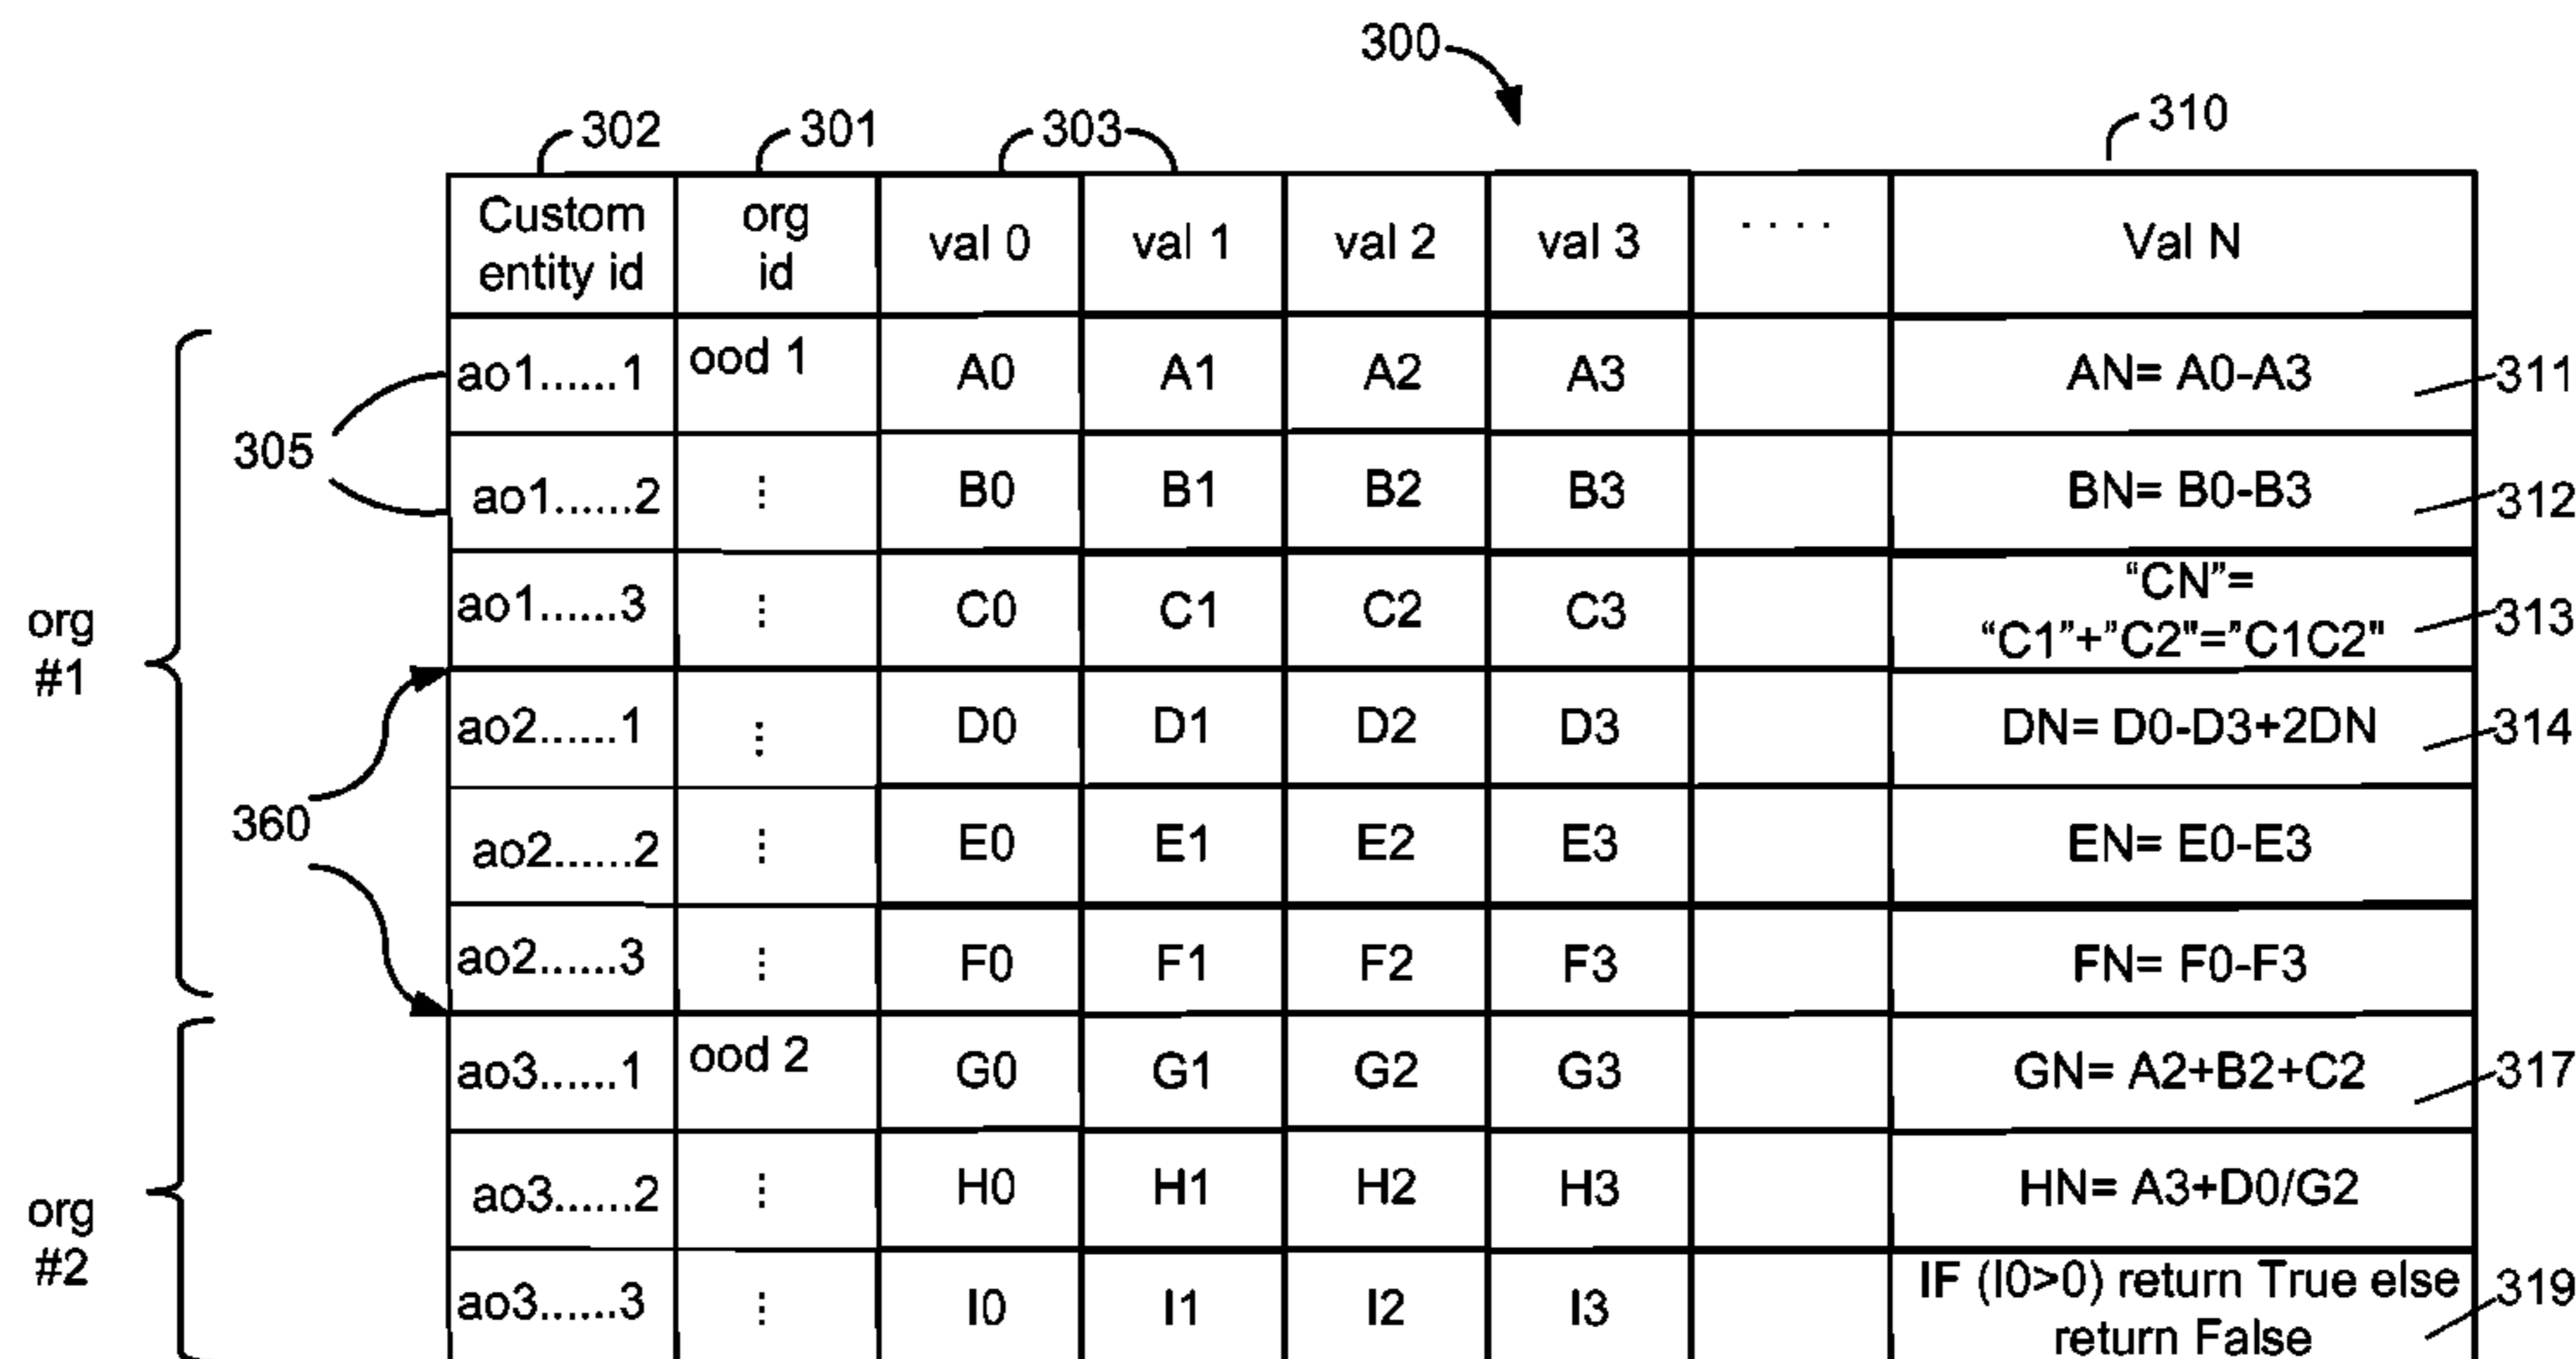 300
302
301
303
310
Custom entity id
org id
val 0
val 1
val 2
val 3
....
Val N
ao1......1
ood 1
A0
A1
A2
A3
AN= A0-A3
311
305
ao1......2
⋮
B0
B1
B2
B3
BN= B0-B3
312
org #1
ao1......3
⋮
C0
C1
C2
C3
“CN”=
“C1”+”C2"=”C1C2"
313
ao2......1
⋮
D0
D1
D2
D3
DN= D0-D3+2DN
314
360
ao2......2
⋮
E0
E1
E2
E3
EN= E0-E3
ao2......3
⋮
F0
F1
F2
F3
FN= F0-F3
ao3......1
ood 2
G0
G1
G2
G3
GN= A2+B2+C2
317
org #2
ao3......2
⋮
H0
H1
H2
H3
HN= A3+D0/G2
ao3......3
⋮
I0
I1
I2
I3
IF (I0>0) return True else
return False
319